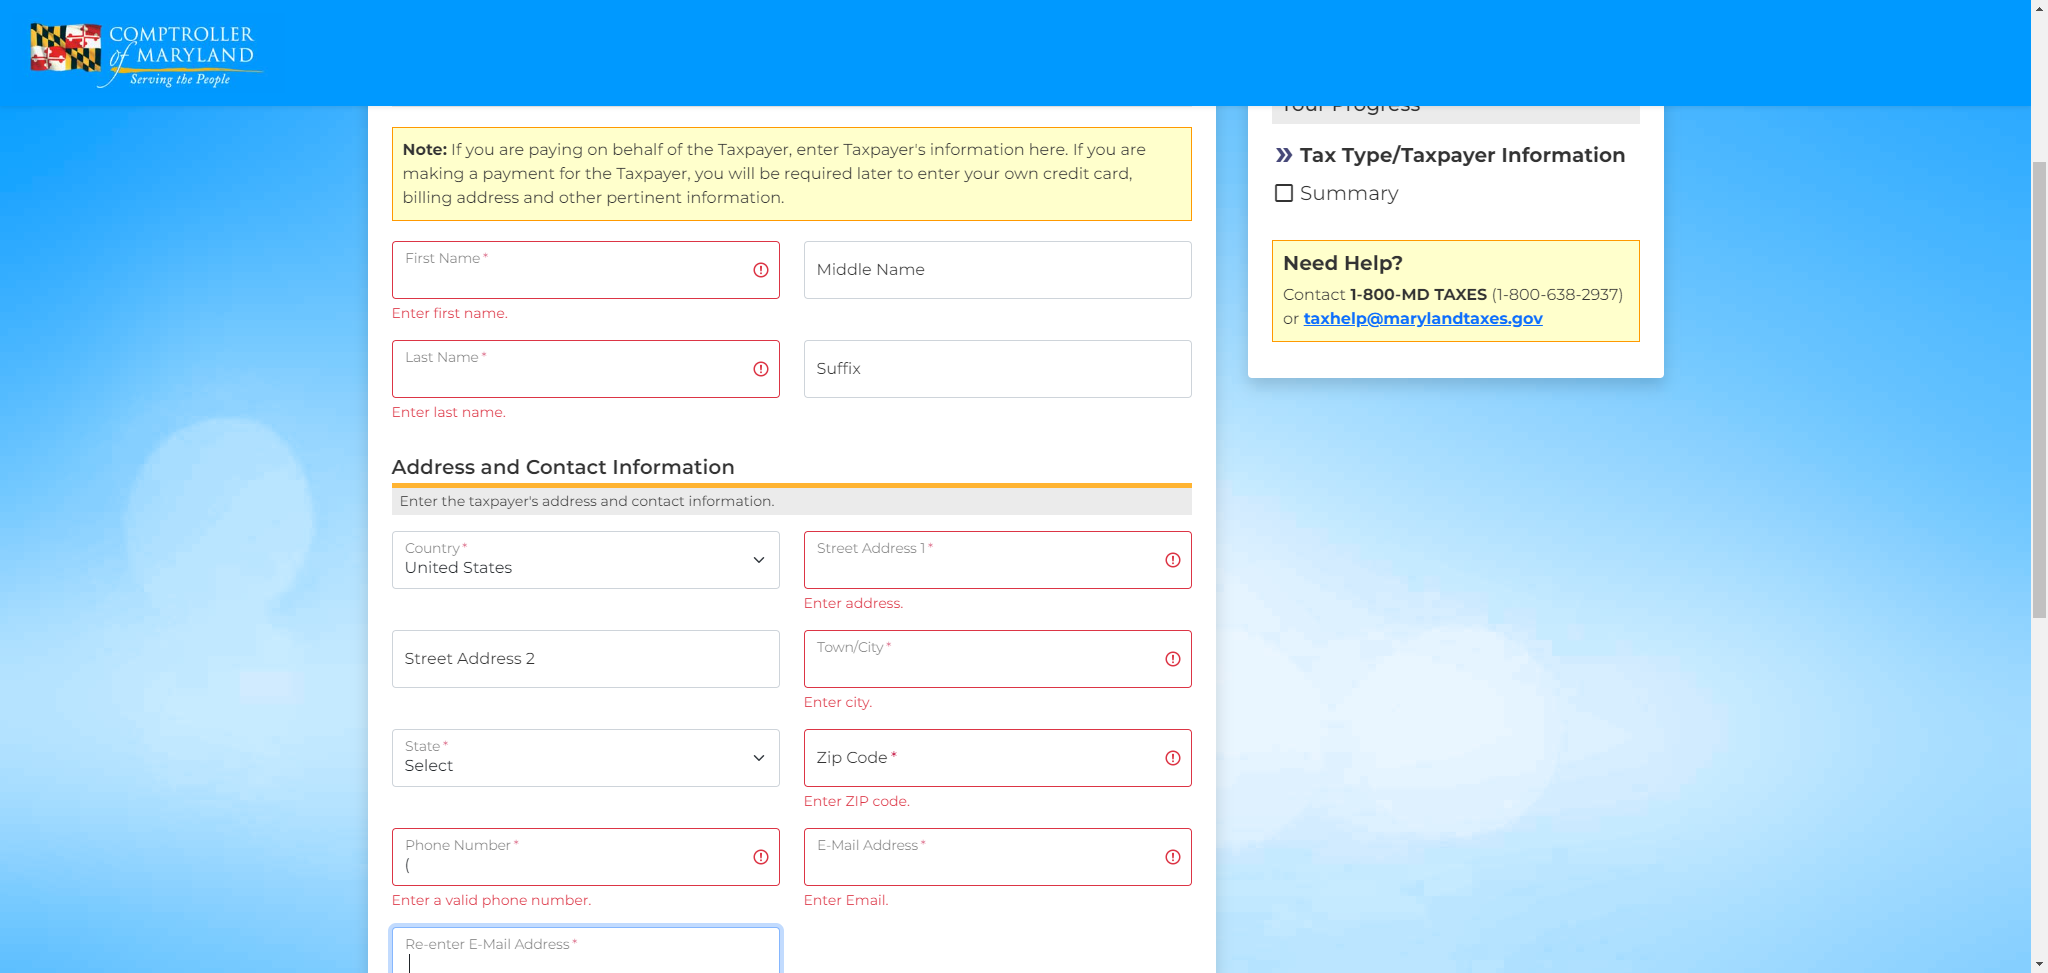 COMPTROLLER
of MARYLAND
Serving the People
Your Progress
Note: If you are paying on behalf of the Taxpayer, enter Taxpayer's information here. If you are
making a payment for the Taxpayer, you will be required later to enter your own credit card,
billing address and other pertinent information.
First Name *
Middle Name
Enter first name.
Last Name *
Suffix
Enter last name.
Address and Contact Information
Enter the taxpayer's address and contact information.
Country *
United States
Street Address 1 *
Enter address.
Street Address 2
Town/City *
Enter city.
State *
Select
Zip Code *
Enter ZIP code.
Phone Number *
(
Enter a valid phone number.
E-Mail Address *
Enter Email.
Re-enter E-Mail Address *
Tax Type/Taxpayer Information
Summary
Need Help?
Contact 1-800-MD TAXES (1-800-638-2937)
or taxhelp@marylandtaxes.gov